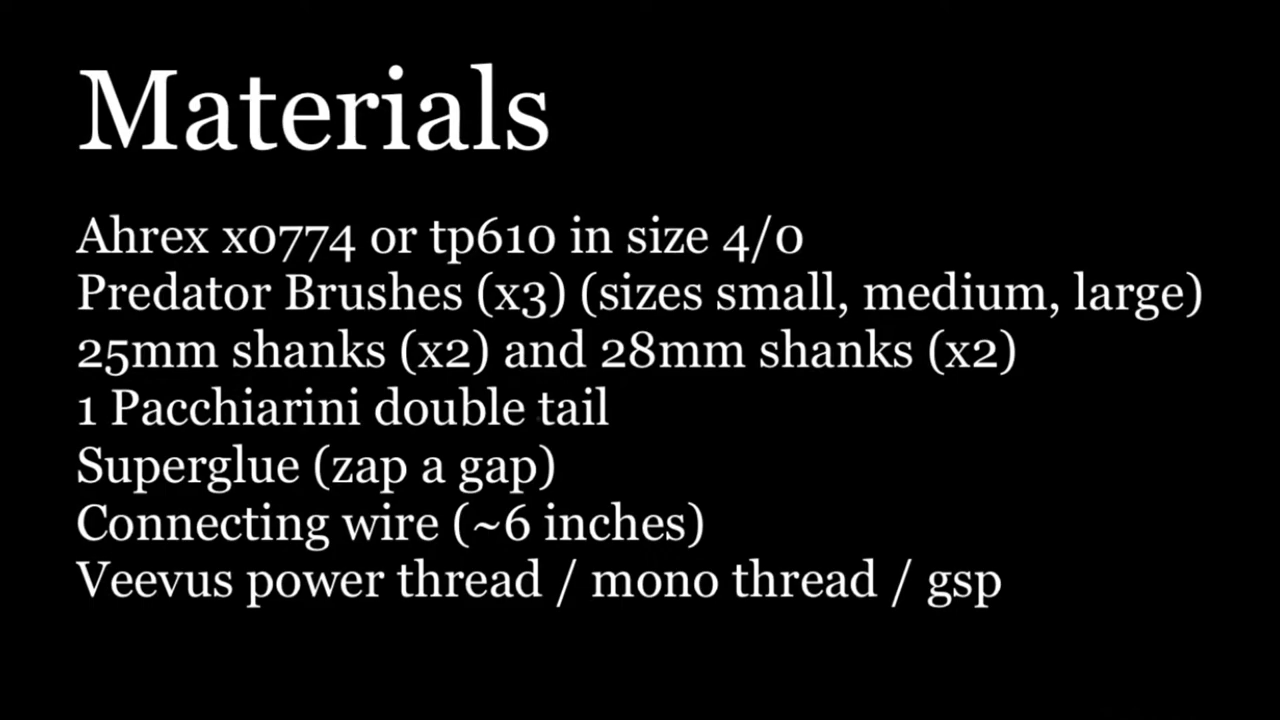 Materials
Ahrex x0774 or tp610 in size 4/0
Predator Brushes (x3) (sizes small, medium, large)
25mm shanks (x2) and 28mm shanks (x2)
1 Pacchiarini double tail
Superglue (zap a gap)
Connecting wire (~6 inches)
Veevus power thread / mono thread / gsp